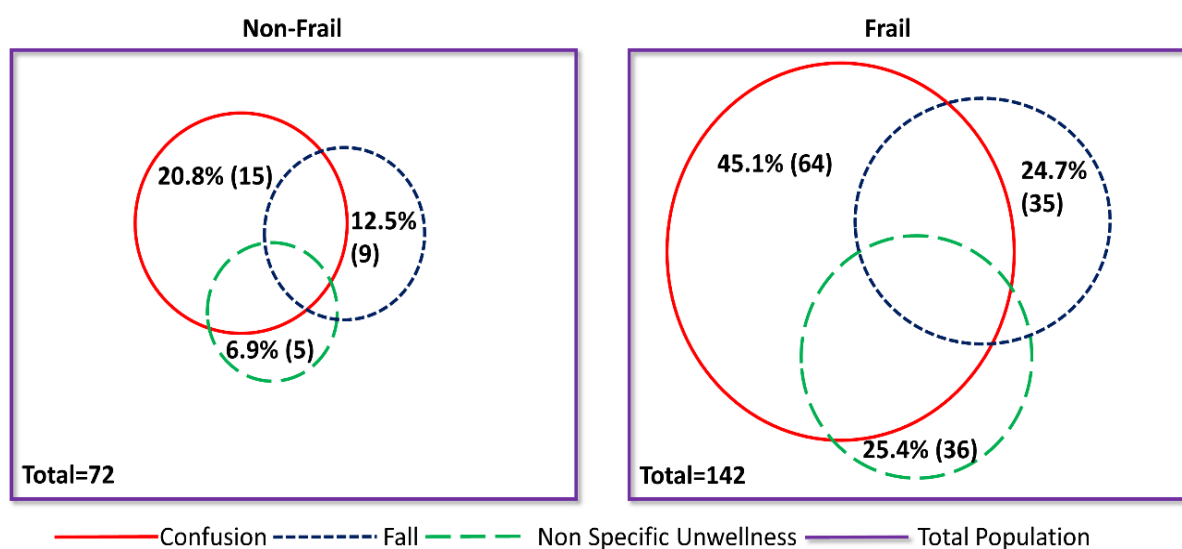 Non-Frail
20.8% (15)
12.5%
(9)
6.9% (5)
Total=72
Frail
45.1% (64)
24.7%
(35)
25.4% (36)
Total=142
Confusion Fall Non Specific Unwellness Total Population